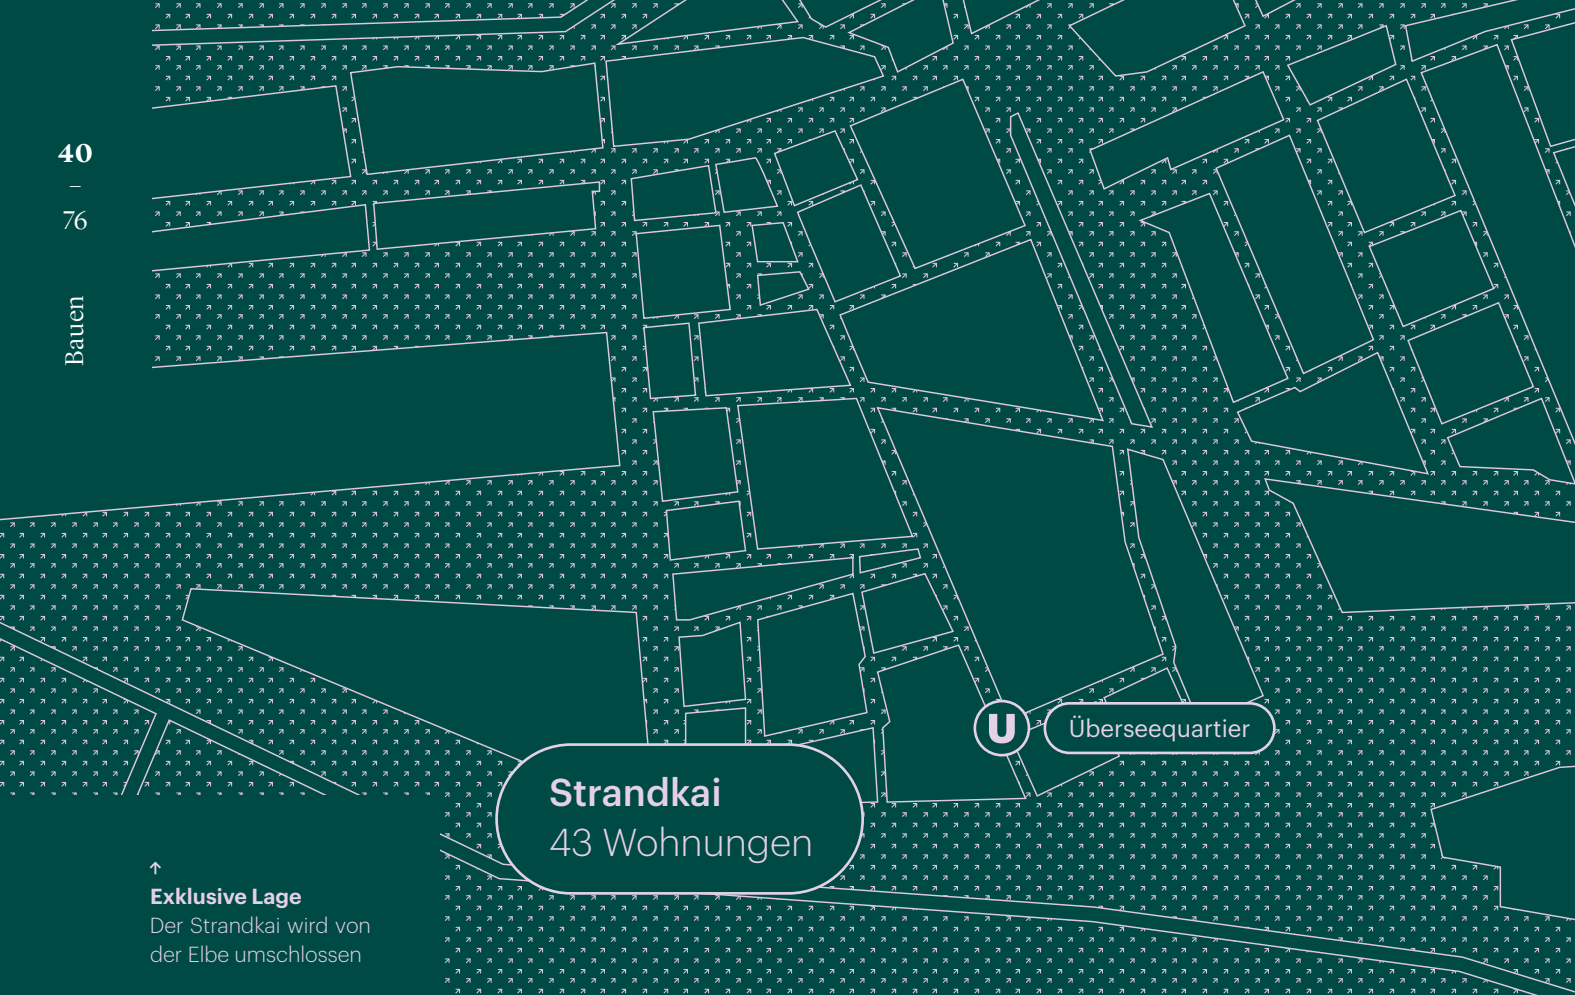 40
–
76
Bauen
U
Überseequartier
Strandkai
43 Wohnungen
↑
Exklusive Lage
Der Strandkai wird von
der Elbe umschlossen